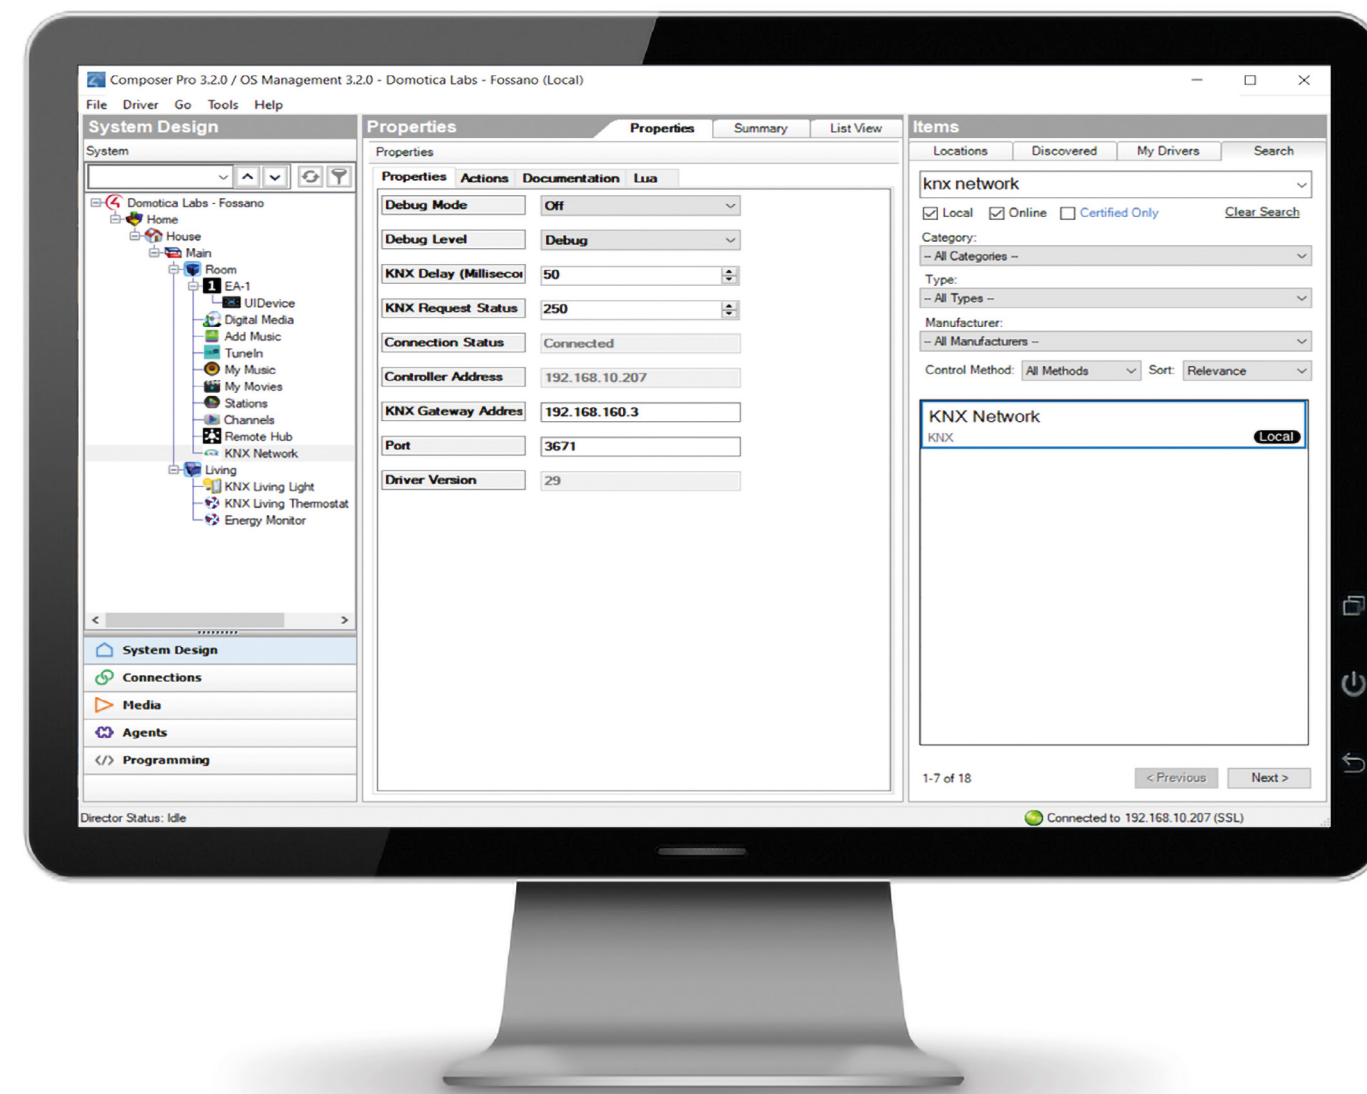 Composer Pro 3.2.0 / OS Management 3.2.0 - Domotica Labs - Fossano (Local)
File Driver Go Tools Help
System Design
System
Domotica Labs - Fossano
Home
House
Main
Room
1 EA-1
UIDevice
Digital Media
Add Music
TuneIn
My Music
My Movies
Stations
Channels
Remote Hub
KNX Network
Living
KNX Living Light
KNX Living Thermostat
Energy Monitor
System Design
Connections
Media
Agents
Programming
Director Status: Idle
Properties
Properties Summary List View
Properties
Properties Actions Documentation Lua
Debug Mode Off
Debug Level Debug
KNX Delay (Millisecon 50
KNX Request Status 250
Connection Status Connected
Controller Address 192.168.10.207
KNX Gateway Addres 192.168.160.3
Port 3671
Driver Version 29
Items
Locations Discovered My Drivers Search
knx network
Local Online Certified Only Clear Search
Category:
-- All Categories --
Type:
-- All Types --
Manufacturer:
-- All Manufacturers --
Control Method: All Methods Sort: Relevance
KNX Network
KNX Local
1-7 of 18 < Previous Next >
Connected to 192.168.10.207 (SSL)